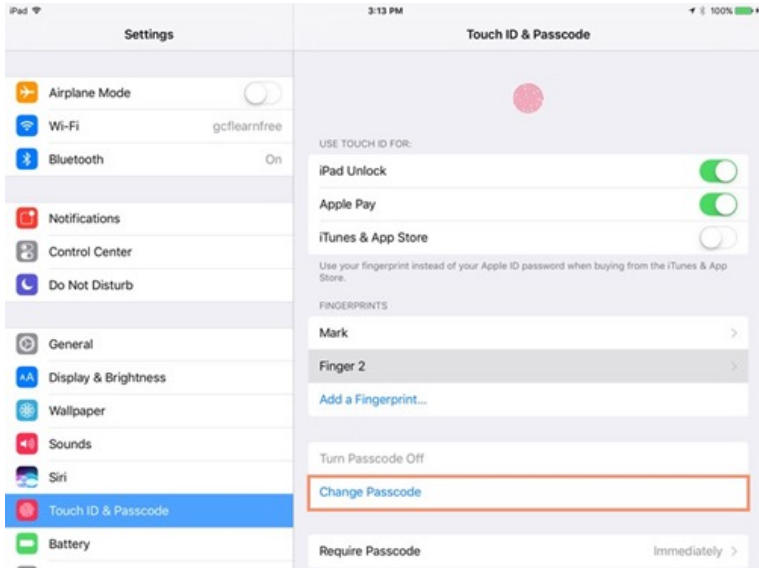 iPad
3:13 PM
100%
Settings
Touch ID & Passcode
Airplane Mode
Wi-Fi
gcflearnfree
Bluetooth
On
Notifications
Control Center
Do Not Disturb
General
AA
Display & Brightness
Wallpaper
Sounds
Siri
Touch ID & Passcode
Battery
USE TOUCH ID FOR:
iPad Unlock
Apple Pay
iTunes & App Store
Use your fingerprint instead of your Apple ID password when buying from the iTunes & App
Store.
FINGERPRINTS
Mark
Finger 2
Add a Fingerprint...
Turn Passcode Off
Change Passcode
Require Passcode
Immediately